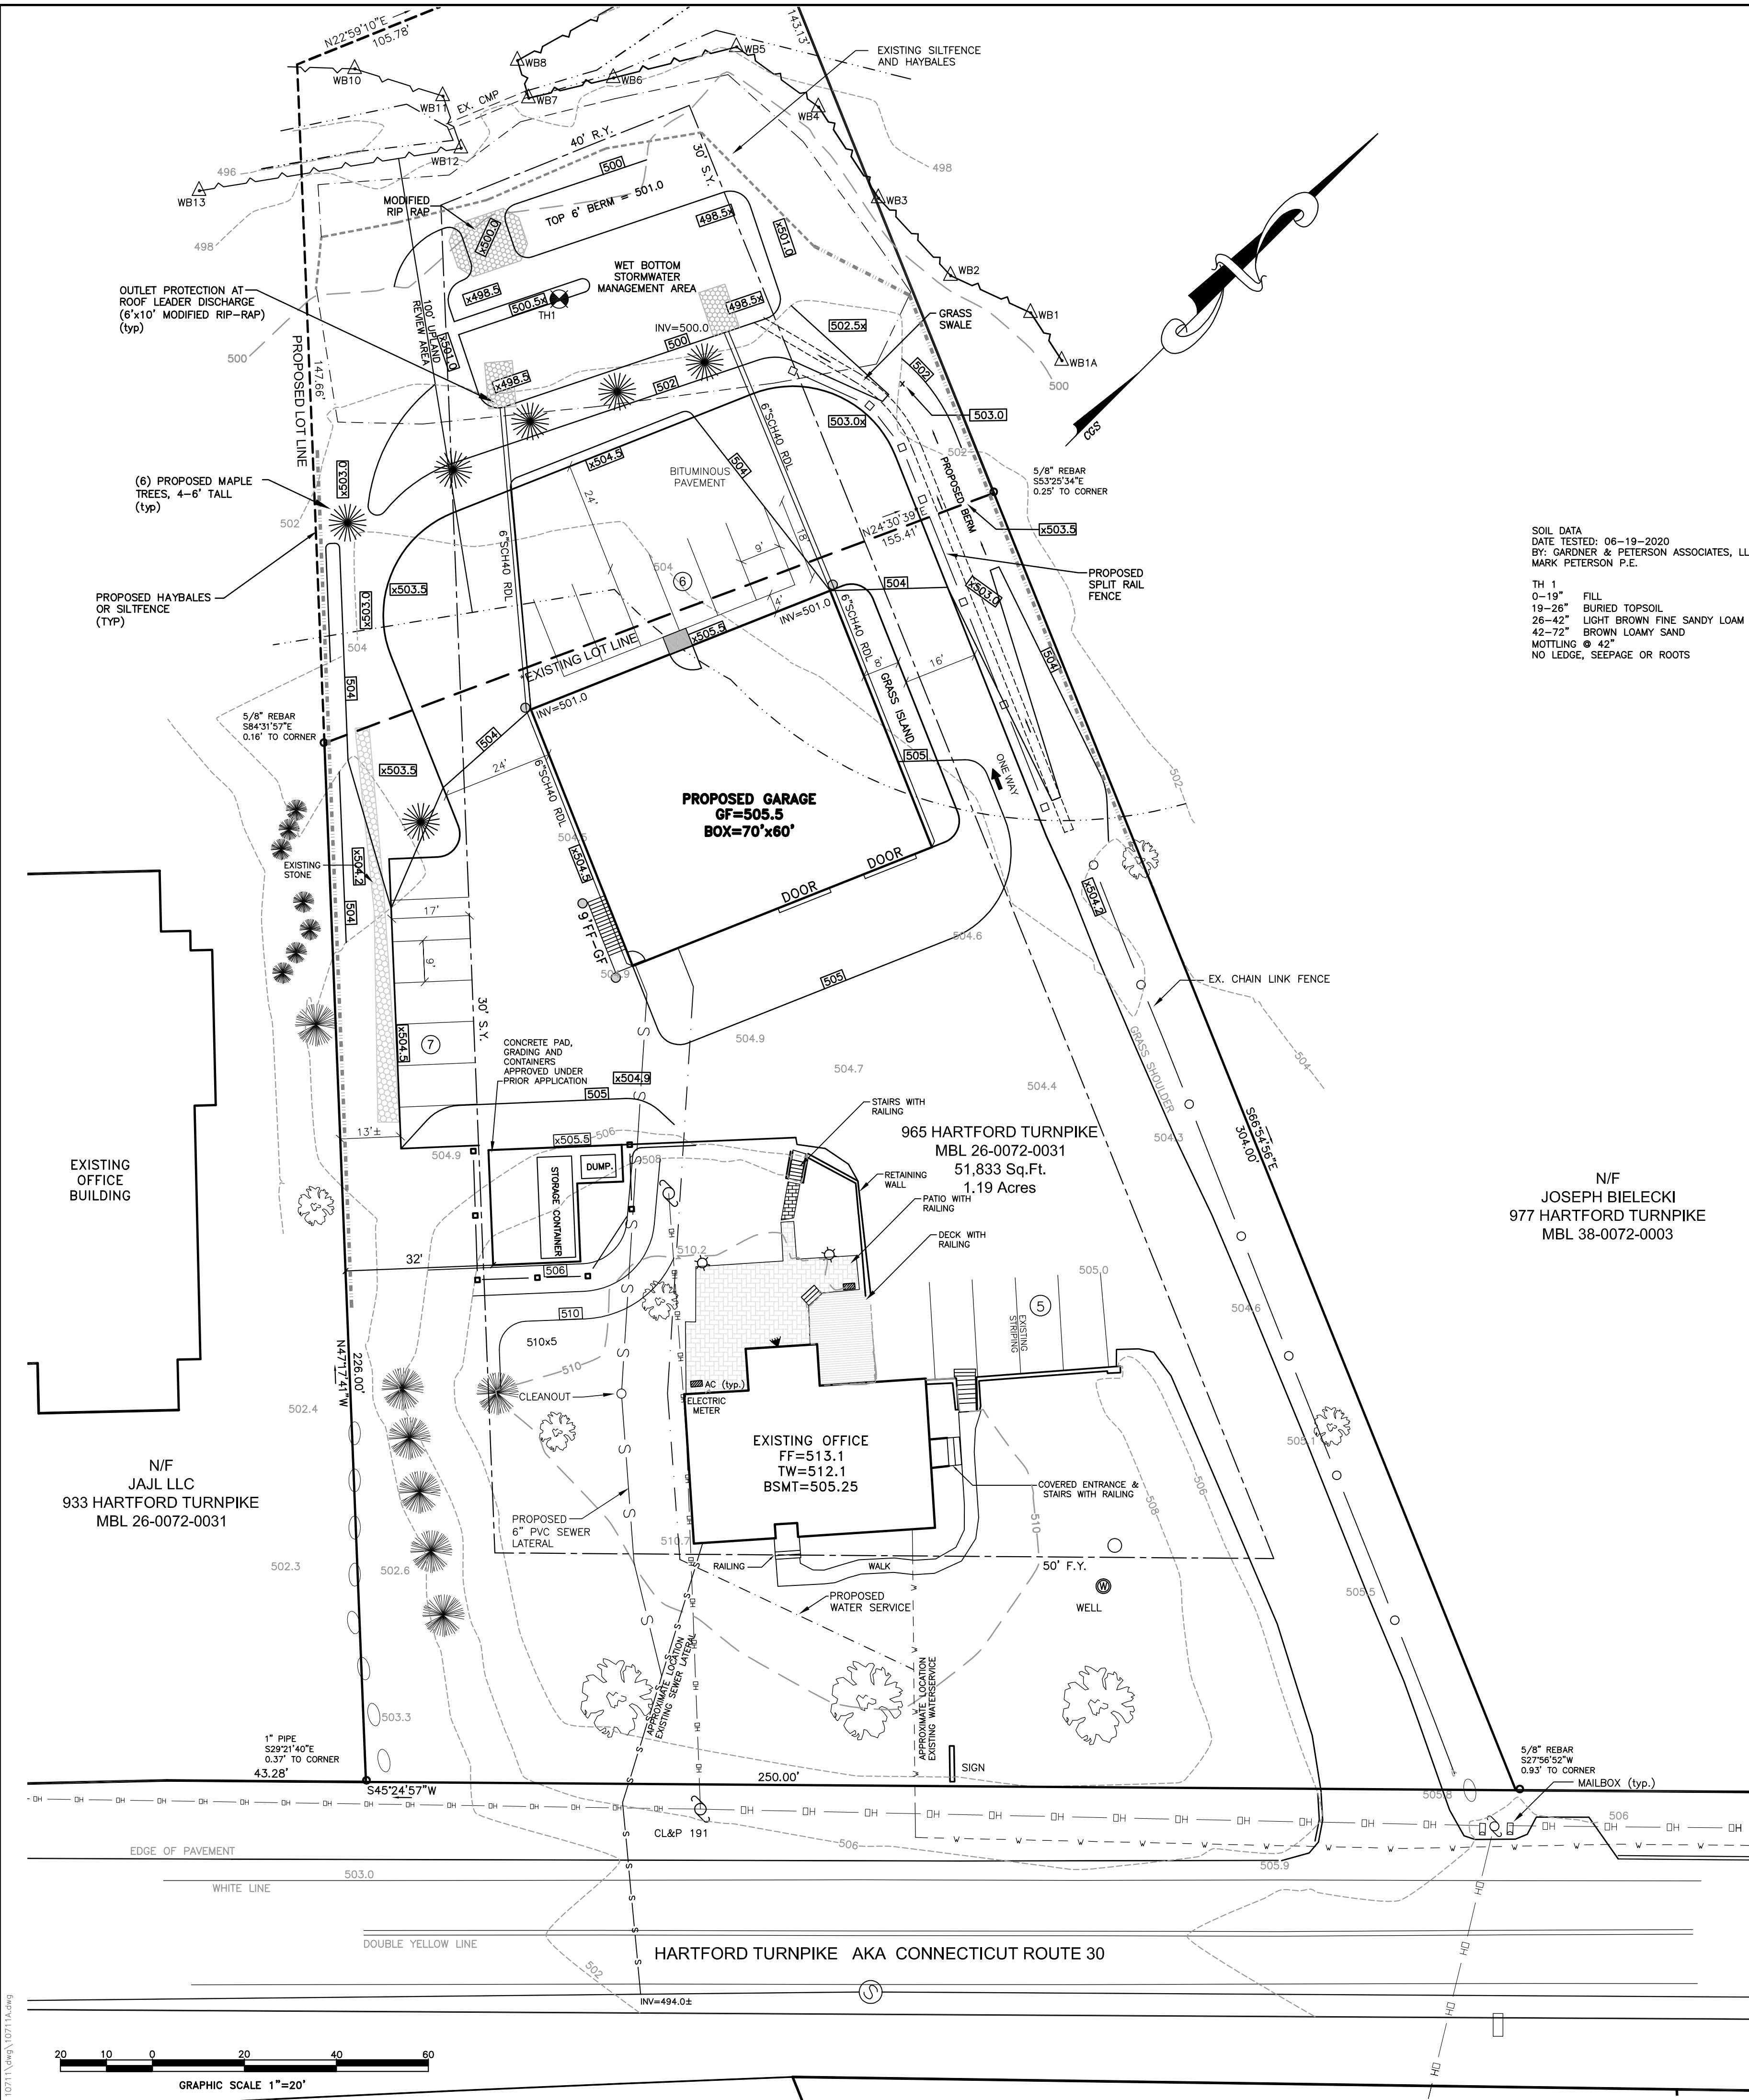 N22°59'10"E
105.78'
143.13'
WB10
WB11
WB12
WB13
WB8
WB7
WB6
WB5
WB4
WB3
WB2
WB1
WB1A
EX. CMP
EXISTING SILTFENCE
AND HAYBALES
40' R.Y.
30' S.Y.
496
498
498
500
500
MODIFIED
RIP RAP
x500.0
500
TOP 6' BERM = 501.0
498.5x
x501.0
WET BOTTOM
STORMWATER
MANAGEMENT AREA
x498.5
500.5x
TH1
498.5x
INV=500.0
500
502.5x
GRASS
SWALE
OUTLET PROTECTION AT
ROOF LEADER DISCHARGE
(6'x10' MODIFIED RIP-RAP)
(typ)
100' UPLAND
REVIEW AREA
x501.0
PROPOSED LOT LINE
147.66'
x498.5
502
502
x
503.0
503.0x
502
CGS
6"SCH40 RDL
6"SCH40 RDL
(6) PROPOSED MAPLE
TREES, 4-6' TALL
(typ)
x503.0
502
x504.5
24'
BITUMINOUS
PAVEMENT
504
18'
9'
4'
6
504
N24°30'39"E
155.41'
PROPOSED
BERM
5/8" REBAR
S53°25'34"E
0.25' TO CORNER
x503.5
SOIL DATA
DATE TESTED: 06-19-2020
BY: GARDNER & PETERSON ASSOCIATES, LL
MARK PETERSON P.E.
TH 1
0-19" FILL
19-26" BURIED TOPSOIL
26-42" LIGHT BROWN FINE SANDY LOAM
42-72" BROWN LOAMY SAND
MOTTLING @ 42"
NO LEDGE, SEEPAGE OR ROOTS
PROPOSED HAYBALES
OR SILTFENCE
(TYP)
x503.0
x503.5
504
504
504
x503.0
PROPOSED
SPLIT RAIL
FENCE
EXISTING LOT LINE
x505.5
INV=501.0
INV=501.0
6"SCH40 RDL
8'
16'
GRASS ISLAND
504
5/8" REBAR
S84°31'57"E
0.16' TO CORNER
504
x503.5
24'
6"SCH40 RDL
505
ONE WAY
502
PROPOSED GARAGE
GF=505.5
BOX=70'x60'
504.5
x504.5
DOOR
DOOR
EXISTING
STONE
x504.2
504
17'
9'
9'FF-GF
504.6
x504.2
505
EX. CHAIN LINK FENCE
30' S.Y.
x504.5
7
CONCRETE PAD,
GRADING AND
CONTAINERS
APPROVED UNDER
PRIOR APPLICATION
x504.9
505
504.9
504.7
504.4
GRASS SHOULDER
504
STAIRS WITH
RAILING
504.3
S66°54'56"E
304.00'
13'±
504.9
x505.5
506
508
965 HARTFORD TURNPIKE
MBL 26-0072-0031
51,833 Sq.Ft.
1.19 Acres
RETAINING
WALL
PATIO WITH
RAILING
DECK WITH
RAILING
EXISTING
OFFICE
BUILDING
STORAGE CONTAINER
DUMP.
32'
506
510.2
N/F
JOSEPH BIELECKI
977 HARTFORD TURNPIKE
MBL 38-0072-0003
505.0
504.6
5
EXISTING
STRIPING
510
510x5
510
N47°17'41"W
226.00'
CLEANOUT
AC (typ.)
ELECTRIC
METER
502.4
EXISTING OFFICE
FF=513.1
TW=512.1
BSMT=505.25
505.1
COVERED ENTRANCE &
STAIRS WITH RAILING
508
506
510
N/F
JAJL LLC
933 HARTFORD TURNPIKE
MBL 26-0072-0031
PROPOSED
6" PVC SEWER
LATERAL
510.7
RAILING
WALK
50' F.Y.
502.3
502.6
PROPOSED
WATER SERVICE
WELL
W
505.5
APPROXIMATE LOCATION
EXISTING SEWER LATERAL
APPROXIMATE LOCATION
EXISTING WATERSERVICE
503.3
1" PIPE
S29°21'40"E
0.37' TO CORNER
43.28'
S45°24'57"W
250.00'
SIGN
5/8" REBAR
S27°56'52"W
0.93' TO CORNER
MAILBOX (typ.)
505.8
506
CL&P 191
506
505.9
EDGE OF PAVEMENT
503.0
WHITE LINE
DOUBLE YELLOW LINE
HARTFORD TURNPIKE AKA CONNECTICUT ROUTE 30
502
S
INV=494.0±
20 10 0 20 40 60
GRAPHIC SCALE 1"=20'
10711\dwg\10711A.dwg